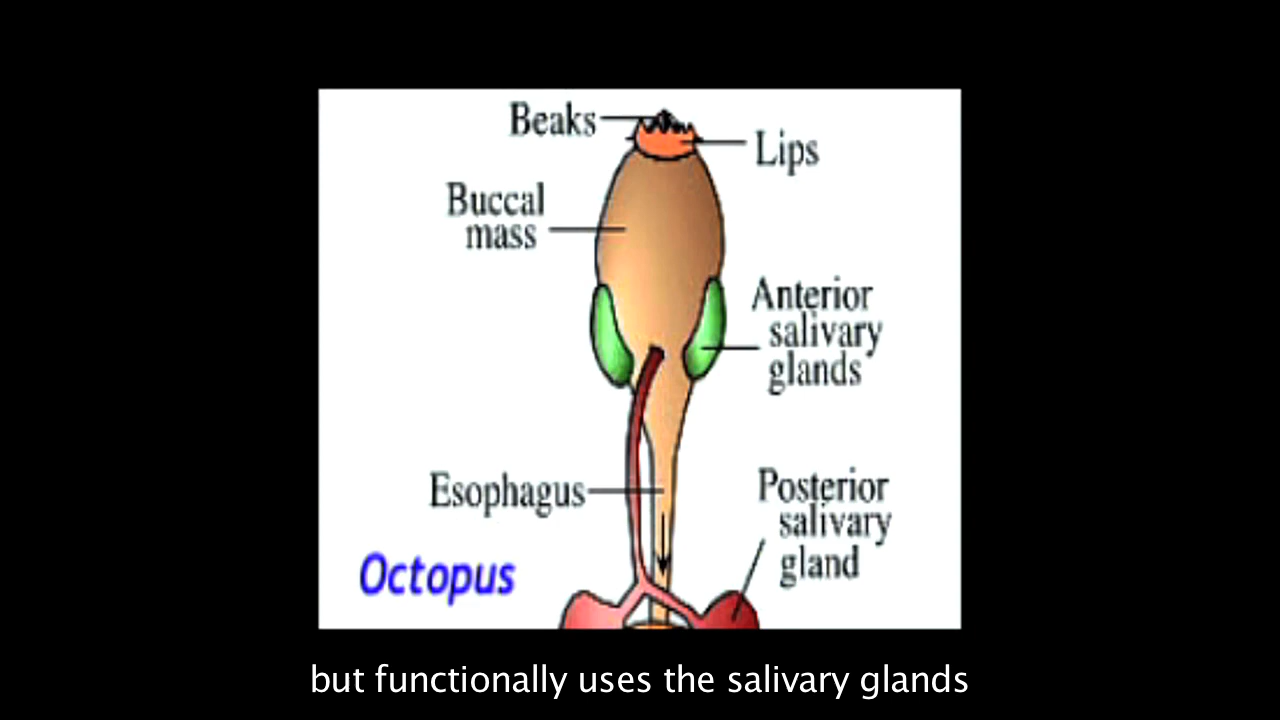 Beaks
Lips
Buccal
mass
Anterior
salivary
glands
Esophagus
Posterior
salivary
gland
Octopus
but functionally uses the salivary glands